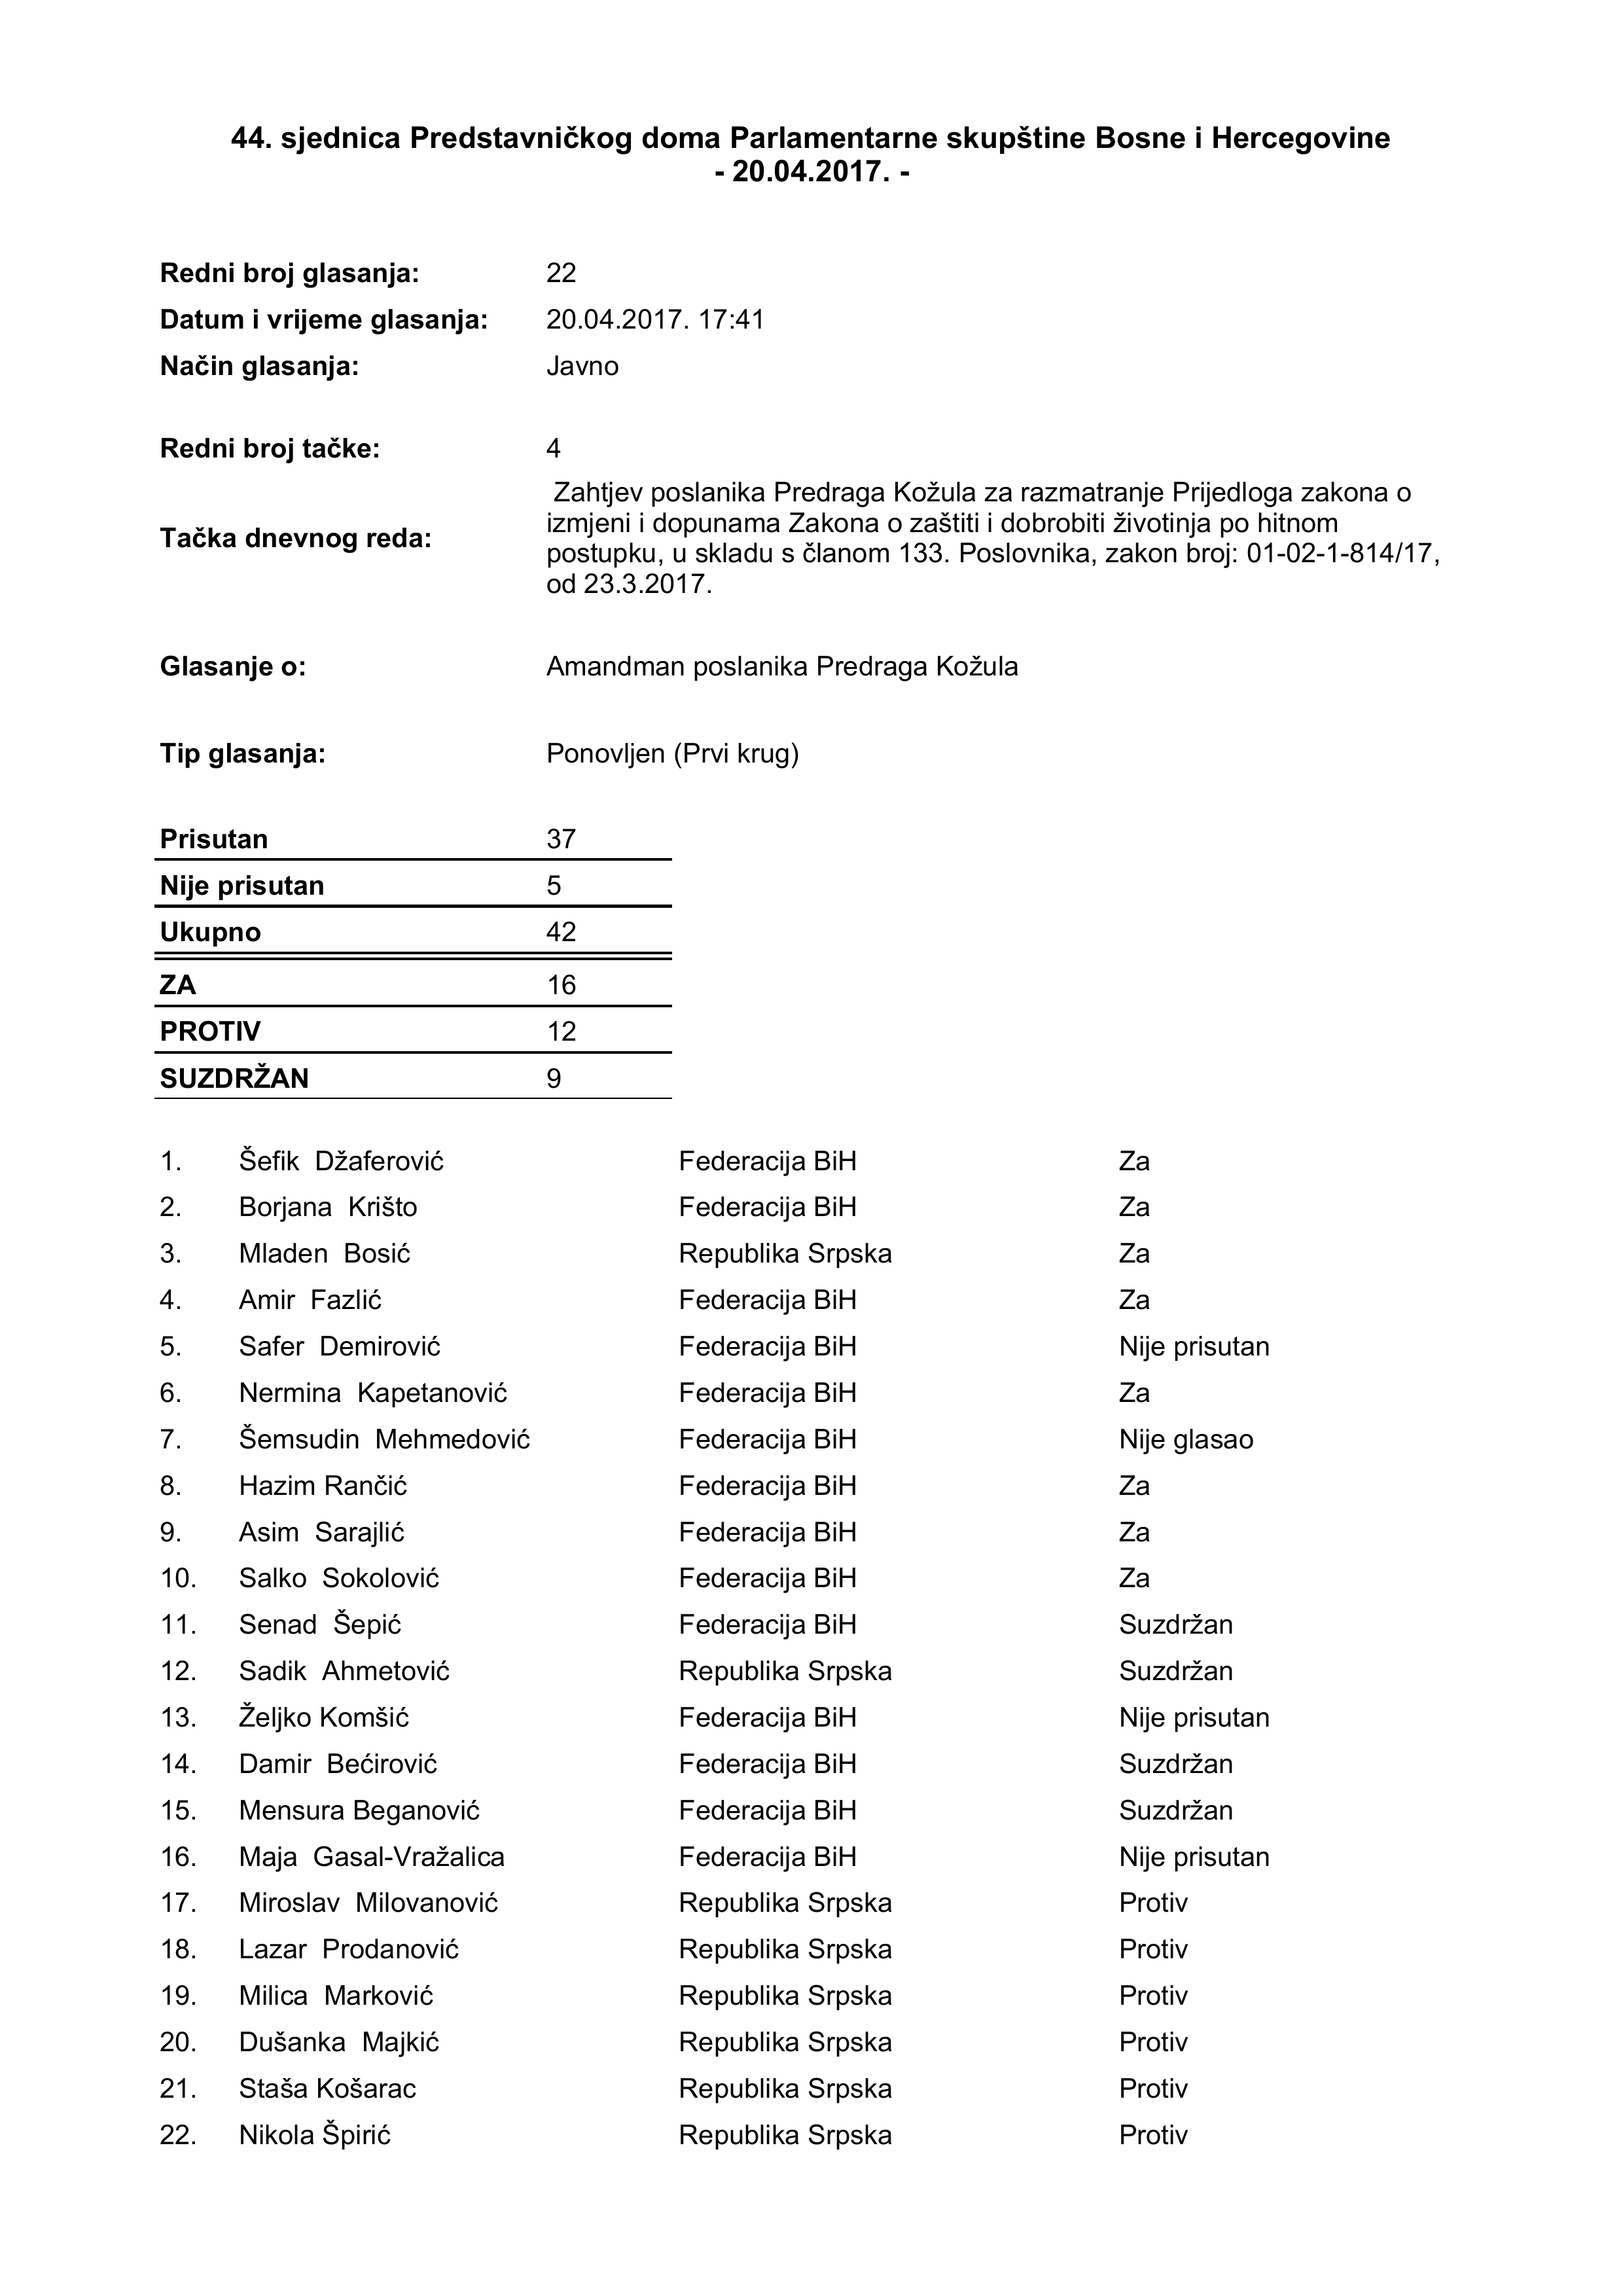 44. sjednica Predstavničkog doma Parlamentarne skupštine Bosne i Hercegovine
- 20.04.2017. -
Redni broj glasanja: 22
Datum i vrijeme glasanja: 20.04.2017. 17:41
Način glasanja: Javno
Redni broj tačke: 4
Tačka dnevnog reda: Zahtjev poslanika Predraga Kožula za razmatranje Prijedloga zakona o
izmjeni i dopunama Zakona o zaštiti i dobrobiti životinja po hitnom
postupku, u skladu s članom 133. Poslovnika, zakon broj: 01-02-1-814/17,
od 23.3.2017.
Glasanje o: Amandman poslanika Predraga Kožula
Tip glasanja: Ponovljen (Prvi krug)
Prisutan 37
Nije prisutan 5
Ukupno 42
ZA 16
PROTIV 12
SUZDRŽAN 9
1. Šefik Džaferović Federacija BiH Za
2. Borjana Krišto Federacija BiH Za
3. Mladen Bosić Republika Srpska Za
4. Amir Fazlić Federacija BiH Za
5. Safer Demirović Federacija BiH Nije prisutan
6. Nermina Kapetanović Federacija BiH Za
7. Šemsudin Mehmedović Federacija BiH Nije glasao
8. Hazim Rančić Federacija BiH Za
9. Asim Sarajlić Federacija BiH Za
10. Salko Sokolović Federacija BiH Za
11. Senad Šepić Federacija BiH Suzdržan
12. Sadik Ahmetović Republika Srpska Suzdržan
13. Željko Komšić Federacija BiH Nije prisutan
14. Damir Bećirović Federacija BiH Suzdržan
15. Mensura Beganović Federacija BiH Suzdržan
16. Maja Gasal-Vražalica Federacija BiH Nije prisutan
17. Miroslav Milovanović Republika Srpska Protiv
18. Lazar Prodanović Republika Srpska Protiv
19. Milica Marković Republika Srpska Protiv
20. Dušanka Majkić Republika Srpska Protiv
21. Staša Košarac Republika Srpska Protiv
22. Nikola Špirić Republika Srpska Protiv